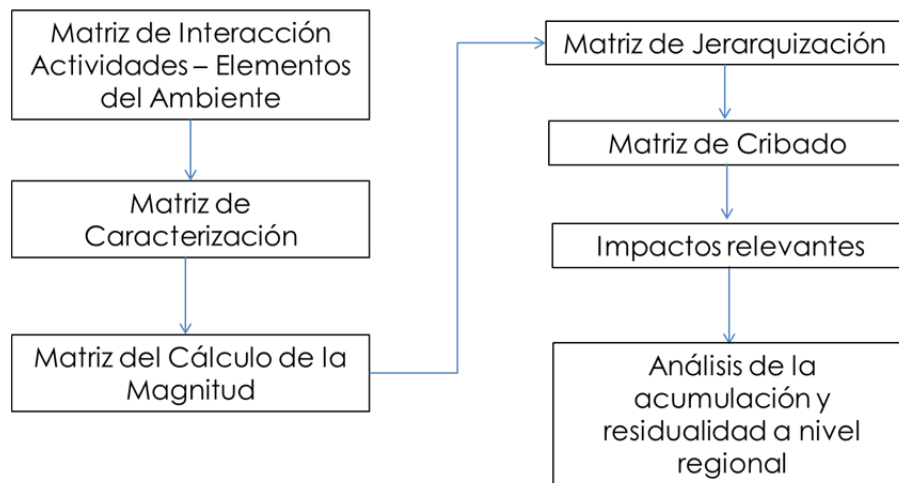 Matriz de Interacción
Actividades – Elementos
del Ambiente
Matriz de
Caracterización
Matriz del Cálculo de la
Magnitud
Matriz de Jerarquización
Matriz de Cribado
Impactos relevantes
Análisis de la
acumulación y
residualidad a nivel
regional